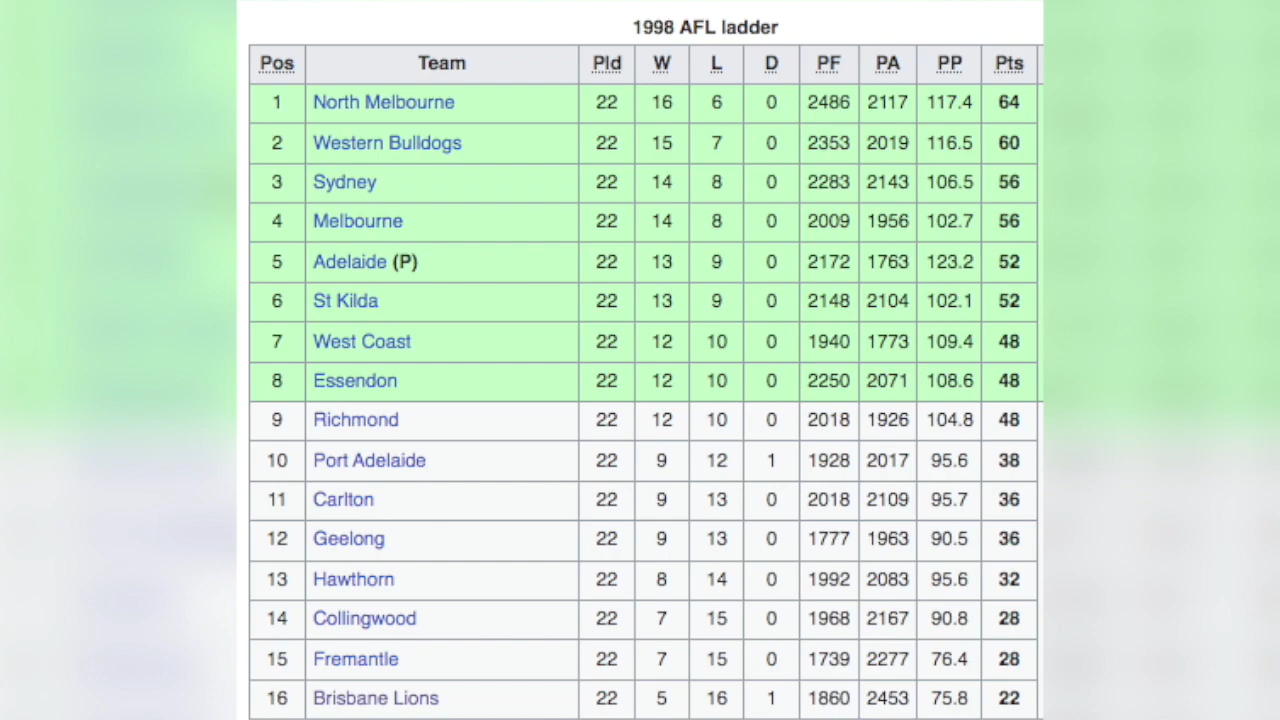 1998 AFL ladder
Pos Team Pld W L D PF PA PP Pts
1 North Melbourne 22 16 6 0 2486 2117 117.4 64
2 Western Bulldogs 22 15 7 0 2353 2019 116.5 60
3 Sydney 22 14 8 0 2283 2143 106.5 56
4 Melbourne 22 14 8 0 2009 1956 102.7 56
5 Adelaide (P) 22 13 9 0 2172 1763 123.2 52
6 St Kilda 22 13 9 0 2148 2104 102.1 52
7 West Coast 22 12 10 0 1940 1773 109.4 48
8 Essendon 22 12 10 0 2250 2071 108.6 48
9 Richmond 22 12 10 0 2018 1926 104.8 48
10 Port Adelaide 22 9 12 1 1928 2017 95.6 38
11 Carlton 22 9 13 0 2018 2109 95.7 36
12 Geelong 22 9 13 0 1777 1963 90.5 36
13 Hawthorn 22 8 14 0 1992 2083 95.6 32
14 Collingwood 22 7 15 0 1968 2167 90.8 28
15 Fremantle 22 7 15 0 1739 2277 76.4 28
16 Brisbane Lions 22 5 16 1 1860 2453 75.8 22